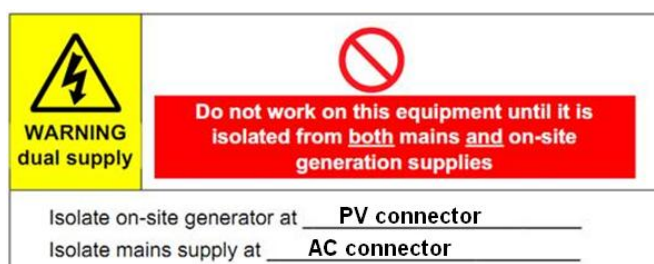 WARNING
dual supply
Do not work on this equipment until it is
isolated from both mains and on-site
generation supplies
Isolate on-site generator at PV connector
Isolate mains supply at AC connector